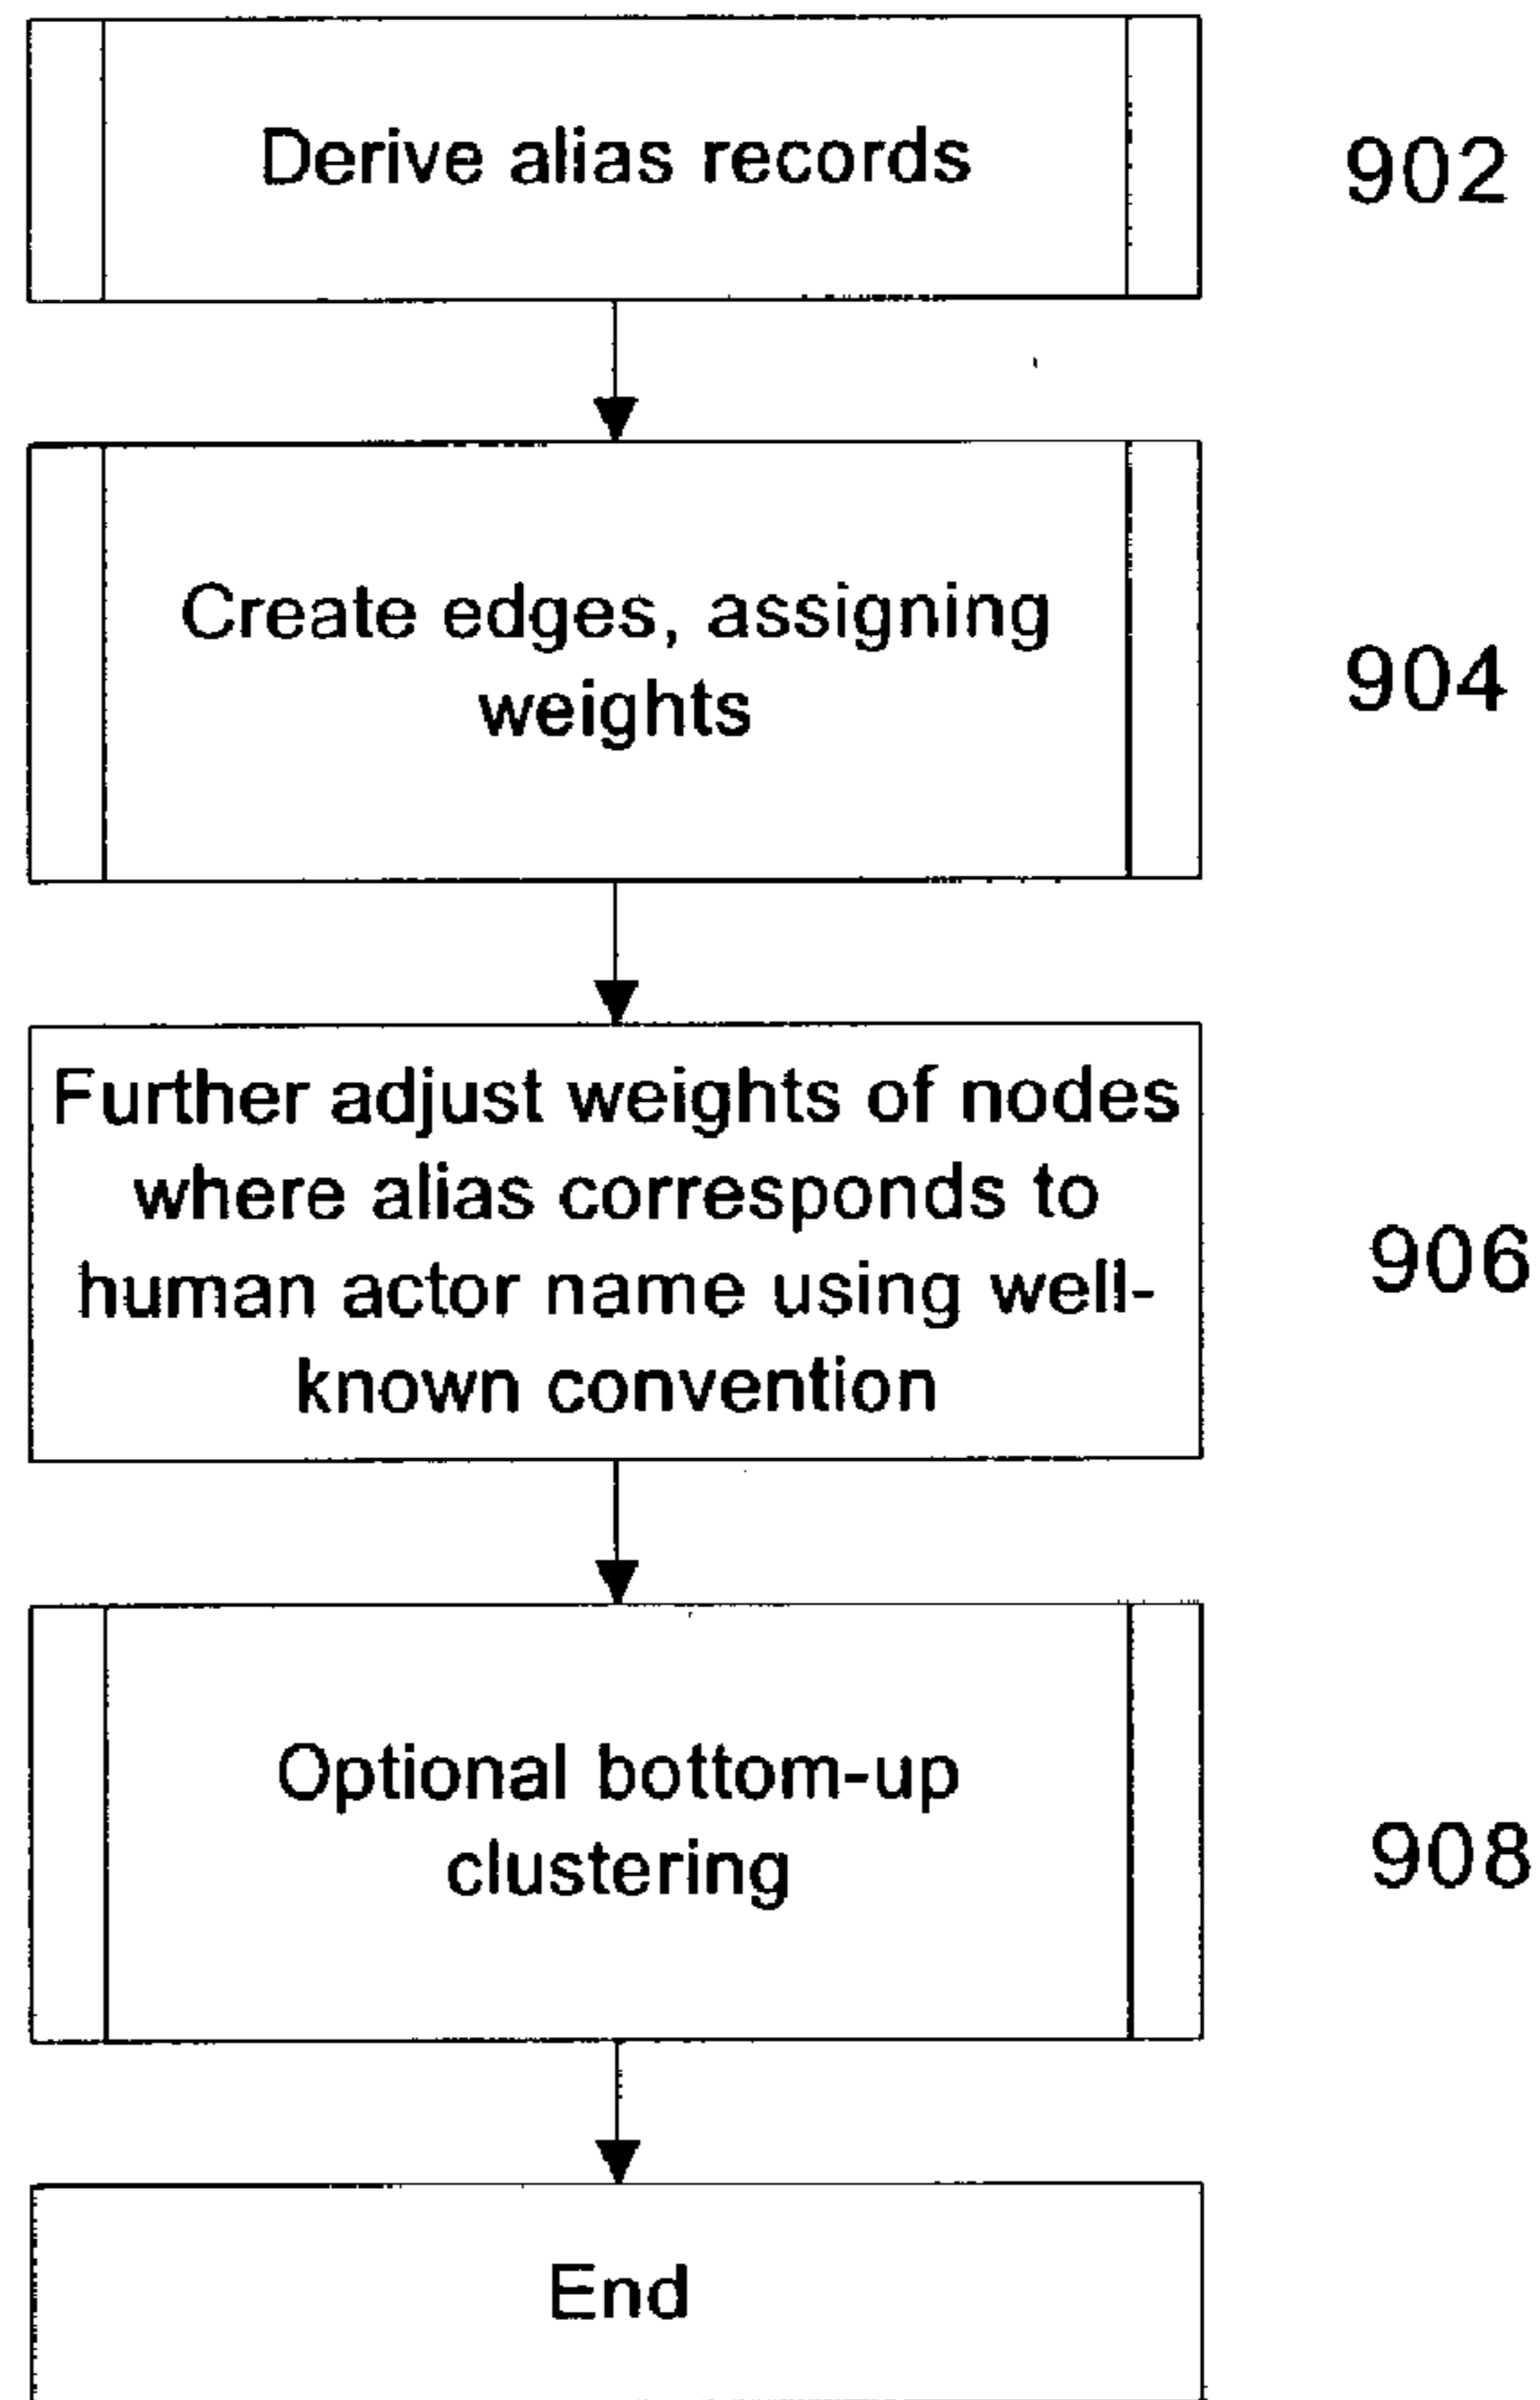 Derive alias records
902
Create edges, assigning
weights
904
Further adjust weights of nodes
where alias corresponds to
human actor name using well-
known convention
906
Optional bottom-up
clustering
908
End